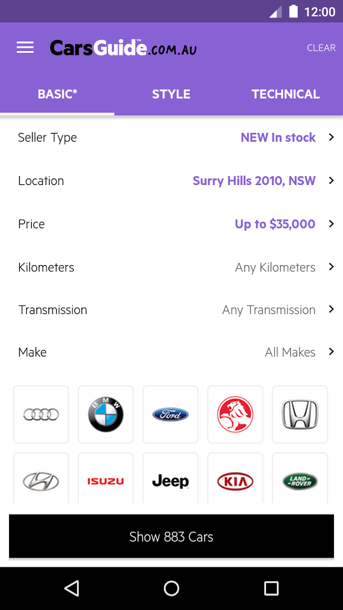 12:00
CarsGuide.com.au
CLEAR
BASIC* STYLE TECHNICAL
Seller Type NEW In stock
Location Surry Hills 2010, NSW
Price Up to $35,000
Kilometers Any Kilometers
Transmission Any Transmission
Make All Makes
BMW Ford
ISUZU Jeep KIA LAND ROVER
Show 883 Cars